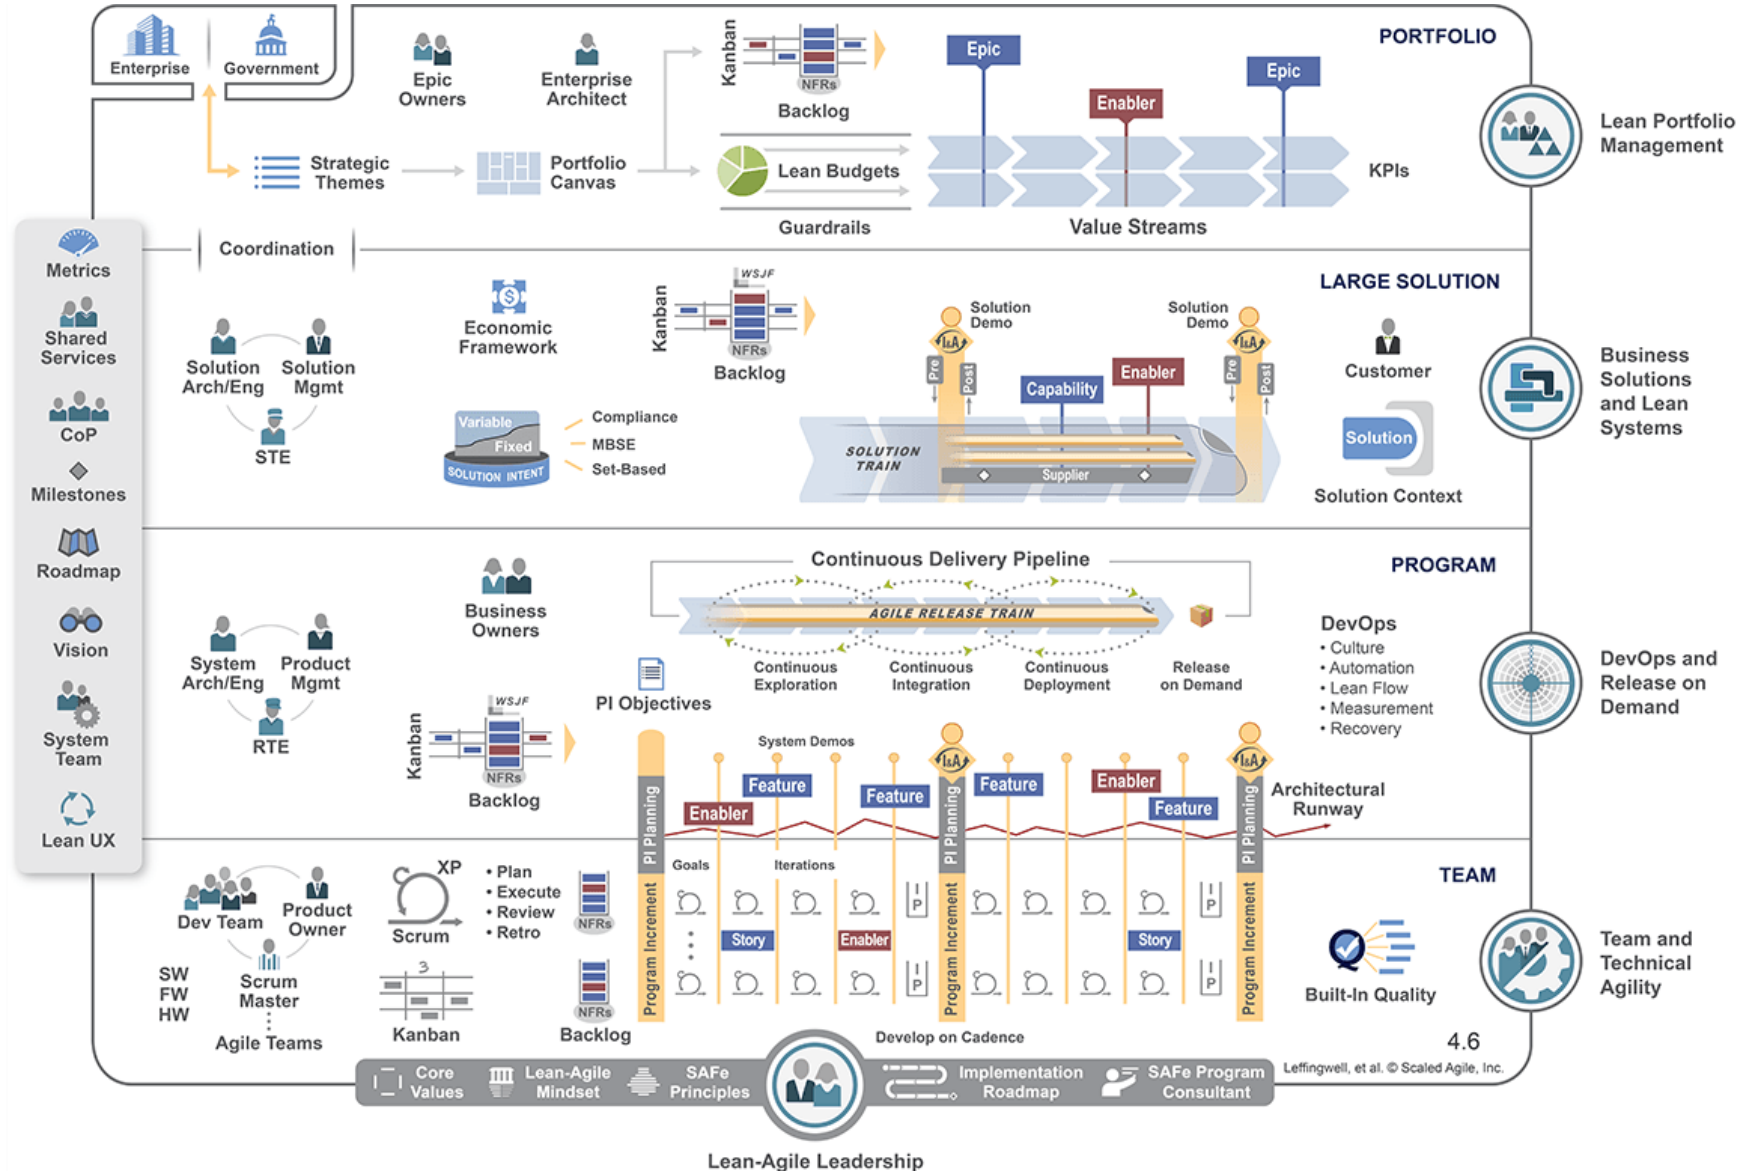 Enterprise
Government
Epic
Owners
Enterprise
Architect
Kanban
NFRs
Backlog
Epic
Enabler
Epic
PORTFOLIO
Strategic
Themes
Portfolio
Canvas
Lean Budgets
Guardrails
Value Streams
KPIs
Lean Portfolio
Management
Coordination
Metrics
Shared
Services
CoP
Milestones
Roadmap
Vision
System
Team
Lean UX
LARGE SOLUTION
Solution
Arch/Eng
Solution
Mgmt
STE
Economic
Framework
Kanban
WSJF
NFRs
Backlog
Variable
Fixed
SOLUTION INTENT
Compliance
MBSE
Set-Based
Solution
Demo
I&A
Pre
Post
Capability
Enabler
Solution
Demo
I&A
Pre
Post
SOLUTION
TRAIN
Supplier
Customer
Solution
Solution Context
Business
Solutions
and Lean
Systems
PROGRAM
System
Arch/Eng
Product
Mgmt
RTE
Business
Owners
Kanban
WSJF
NFRs
Backlog
PI Objectives
Continuous Delivery Pipeline
AGILE RELEASE TRAIN
Continuous
Exploration
Continuous
Integration
Continuous
Deployment
Release
on Demand
DevOps
• Culture
• Automation
• Lean Flow
• Measurement
• Recovery
DevOps and
Release on
Demand
System Demos
Enabler
Feature
Feature
I&A
Feature
Enabler
Feature
I&A
Architectural
Runway
PI Planning
PI Planning
PI Planning
TEAM
Dev Team
Product
Owner
Scrum
Master
SW
FW
HW
Agile Teams
XP
Scrum
• Plan
• Execute
• Review
• Retro
3
Kanban
NFRs
NFRs
Backlog
Program Increment
Goals
Iterations
Story
Enabler
I
P
I
P
Program Increment
Story
I
P
I
P
Program Increment
Develop on Cadence
Built-In Quality
Team and
Technical
Agility
4.6
Leffingwell, et al. © Scaled Agile, Inc.
Core
Values
Lean-Agile
Mindset
SAFe
Principles
Implementation
Roadmap
SAFe Program
Consultant
Lean-Agile Leadership